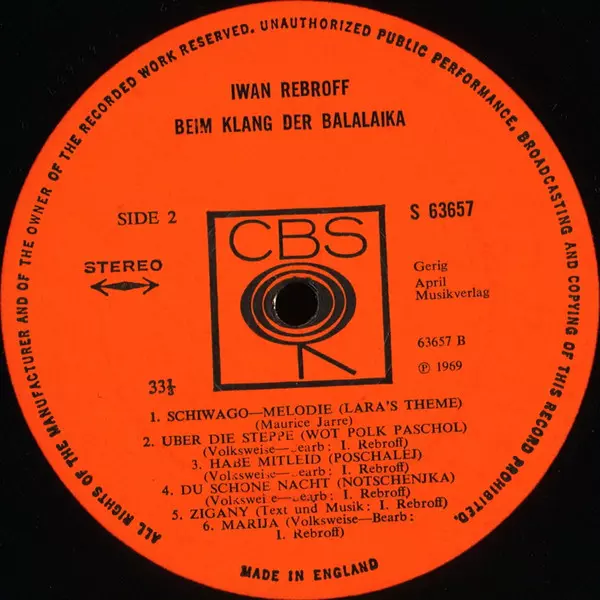 ALL RIGHTS OF THE MANUFACTURER AND OF THE OWNER OF THE RECORDED WORK RESERVED. UNAUTHORIZED PUBLIC PERFORMANCE, BROADCASTING AND COPYING OF THIS RECORD PROHIBITED.
IWAN REBROFF
BEIM KLANG DER BALALAIKA
SIDE 2
S 63657
CBS
STEREO
Gerig
April
Musikverlag
63657 B
℗ 1969
33⅓
1. SCHIWAGO—MELODIE (LARA'S THEME)
(Maurice Jarre)
2. UBER DIE STEPPE (WOT POLK PASCHOL)
(Volksweise—Bearb: I. Rebroff)
3. HABE MITLEID (POSCHALEJ)
(Volksweise—Bearb: I. Rebroff)
4. DU SCHONE NACHT (NOTSCHENJKA)
(Volkswei e—Bearb: I. Rebroff)
5. ZIGANY (Text und Musik: I. Rebroff)
6. MARIJA (Volksweise—Bearb:
I. Rebroff)
MADE IN ENGLAND